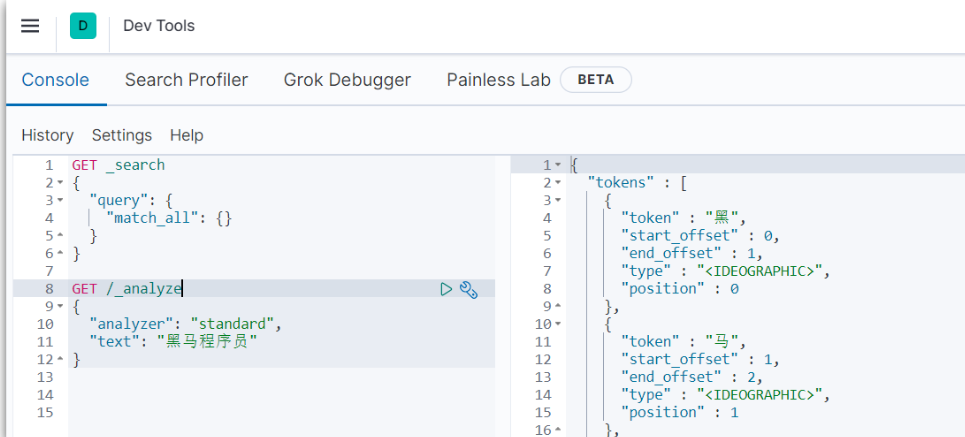 D Dev Tools
Console Search Profiler Grok Debugger Painless Lab BETA
History Settings Help
1 GET _search
2 {
3 "query": {
4 "match_all": {}
5 }
6 }
7
8 GET /_analyze
9 {
10 "analyzer": "standard",
11 "text": "黑马程序员"
12 }
13
14
15
1 {
2 "tokens" : [
3 {
4 "token" : "黑",
5 "start_offset" : 0,
6 "end_offset" : 1,
7 "type" : "<IDEOGRAPHIC>",
8 "position" : 0
9 },
10 {
11 "token" : "马",
12 "start_offset" : 1,
13 "end_offset" : 2,
14 "type" : "<IDEOGRAPHIC>",
15 "position" : 1
16 },